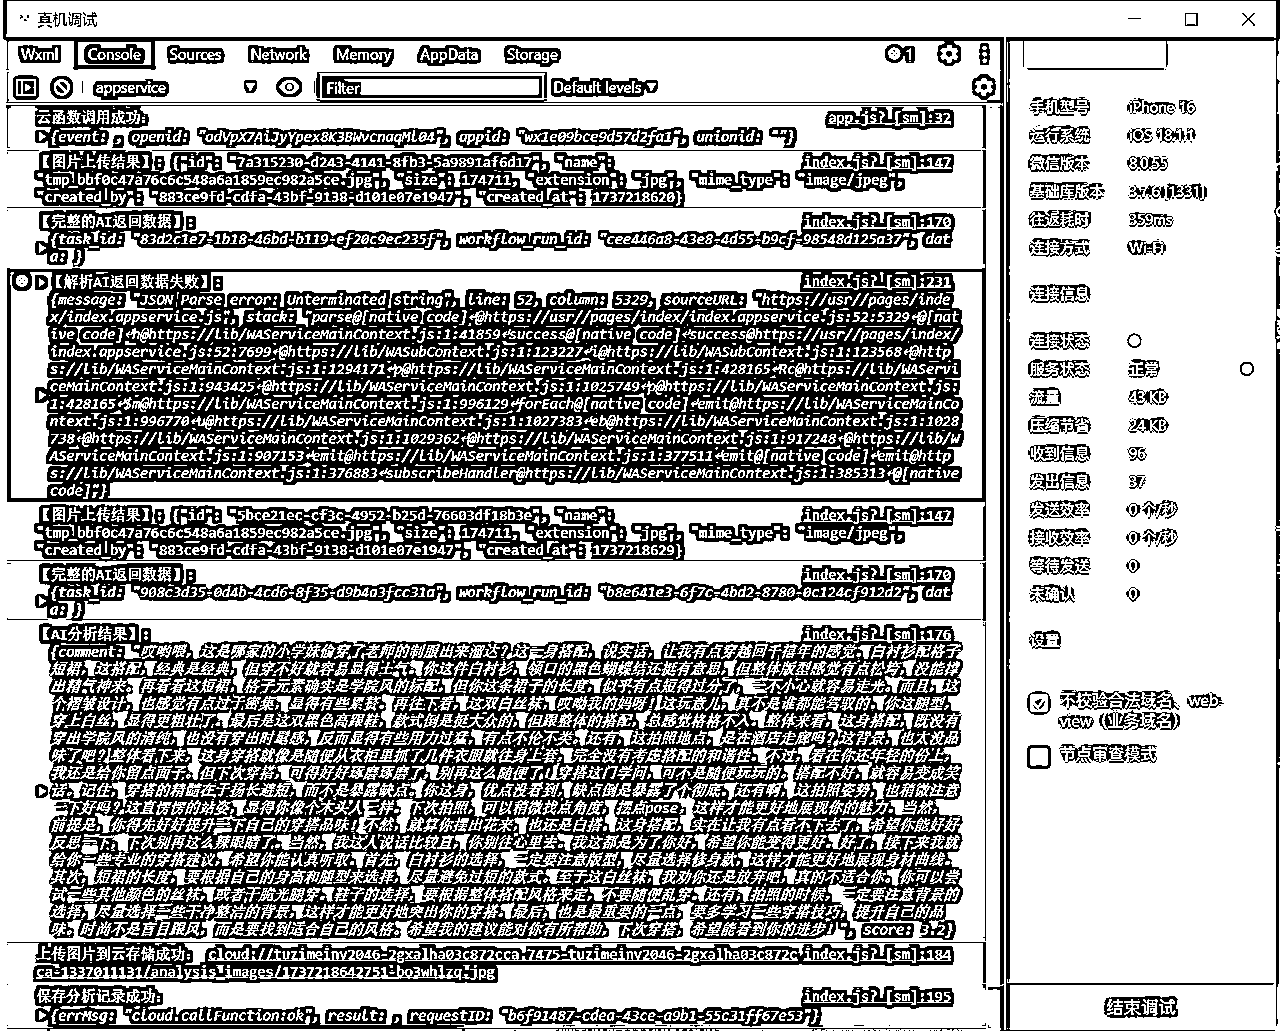 真机调试
Wxml Console Sources Network Memory AppData Storage 1
appservice Filter Default levels
云函数调用成功: app.js? [sm]:32
{event: , openid: "odVpX7AiJyYpex8K3BWvcnaqMl04", appid: "wx1e09bce9d57d2fa1", unionid: ""}
【图片上传结果】: {"id": "7a315230-d243-4141-8fb3-5a9891af6d17", "name": index.js? [sm]:147
"tmp_bbf0c47a76c6c548a6a1859ec982a5ce.jpg", "size": 174711, "extension": "jpg", "mime_type": "image/jpeg",
"created_by": "883ce9fd-cdfa-43bf-9138-d101e07e1947", "created_at": 1737218620}
【完整的AI返回数据】: index.js? [sm]:170
{task_id: "83d2c1e7-1b18-46bd-b119-ef20c9ec235f", workflow_run_id: "cee446a8-43e8-4d55-b9cf-98548d125a37", dat
a: }
【解析AI返回数据失败】: index.js? [sm]:231
{message: "JSON Parse error: Unterminated string", line: 52, column: 5329, sourceURL: "https://usr//pages/inde
x/index.appservice.js", stack: "parse@[native code]↵@https://usr//pages/index/index.appservice.js:52:5329↵@[na
tive code]↵h@https://lib/WAServiceMainContext.js:1:41859↵success@[native code]↵success@https://usr//pages/index/
index.appservice.js:52:7699↵@https://lib/WASubContext.js:1:123227↵i@https://lib/WASubContext.js:1:123568↵@http
s://lib/WAServiceMainContext.js:1:1294171↵p@https://lib/WAServiceMainContext.js:1:428165↵Rc@https://lib/WAServi
ceMainContext.js:1:943425↵@https://lib/WAServiceMainContext.js:1:1025749↵p@https://lib/WAServiceMainContext.js
:1:428165↵$m@https://lib/WAServiceMainContext.js:1:996129↵forEach@[native code]↵emit@https://lib/WAServiceMainCo
ntext.js:1:996770↵u@https://lib/WAServiceMainContext.js:1:1027383↵eb@https://lib/WAServiceMainContext.js:1:1028
738↵@https://lib/WAServiceMainContext.js:1:1029362↵@https://lib/WAServiceMainContext.js:1:917248↵@https://lib/W
AServiceMainContext.js:1:907153↵emit@https://lib/WAServiceMainContext.js:1:377511↵emit@[native code]↵emit@http
s://lib/WAServiceMainContext.js:1:376883↵subscribeHandler@https://lib/WAServiceMainContext.js:1:385313↵@[native
code]"}
【图片上传结果】: {"id": "5bce21ec-cf3c-4952-b25d-76603df18b3e", "name": index.js? [sm]:147
"tmp_bbf0c47a76c6c548a6a1859ec982a5ce.jpg", "size": 174711, "extension": "jpg", "mime_type": "image/jpeg",
"created_by": "883ce9fd-cdfa-43bf-9138-d101e07e1947", "created_at": 1737218629}
【完整的AI返回数据】: index.js? [sm]:170
{task_id: "908c3d35-0d4b-4cd6-8f35-d9b4a3fcc31a", workflow_run_id: "b8e641e3-6f7c-4bd2-8780-0c124cf912d2", dat
a: }
【AI分析结果】: index.js? [sm]:176
{comment: "哎哟喂，这是哪家的小学妹偷穿了老师的制服出来溜达？这一身搭配，说实话，让我有点穿越回千禧年的感觉。白衬衫配格子
短裙，这搭配，经典是经典，但穿不好就容易显得土气。你这件白衬衫，领口的黑色蝴蝶结还挺有意思，但整体版型感觉有点松垮，没能衬
出精气神来。再看看这短裙，格子元素确实是学院风的标配，但你这条裙子的长度，似乎有点短得过分了，一不小心就容易走光。而且，这
个褶皱设计，也感觉有点过于密集，显得有些累赘。再往下看，这双白丝袜，哎呦我的妈呀！这玩意儿，真不是谁都能驾驭的，你这腿型，
穿上白丝，显得更粗壮了。最后是这双黑色高跟鞋，款式倒是挺大众的，但跟整体的搭配，总感觉格格不入。整体来看，这身搭配，既没有
穿出学院风的清纯，也没有穿出时髦感，反而显得有些用力过猛，有点不伦不类。还有，这拍照地点，是在酒店走廊吗？这背景，也太没品
味了吧？整体看下来，这身穿搭就像是随便从衣柜里抓了几件衣服就往身上套，完全没有考虑搭配的和谐性。不过，看在你还年轻的份上，
我还是给你留点面子，但下次穿搭，可得好好琢磨琢磨了，别再这么随便了！穿搭这门学问，可不是随便玩玩的，搭配不好，就容易变成笑
话。记住，穿搭的精髓在于扬长避短，而不是暴露缺点。你这身，优点没看到，缺点倒是暴露了个彻底。还有啊，这拍照姿势，也稍微注意
一下好吗？这直愣愣的站姿，显得你像个木头人一样，下次拍照，可以稍微找点角度，摆点pose，这样才能更好地展现你的魅力。当然，
前提是，你得先好好提升一下自己的穿搭品味！不然，就算你摆出花来，也还是白搭。这身搭配，实在让我有点看不下去了，希望你能好好
反思一下，下次别再这么辣眼睛了。当然，我这人说话比较直，你别往心里去，我这都是为了你好，希望你能变得更好。好了，接下来我就
给你一些专业的穿搭建议，希望你能认真听取。首先，白衬衫的选择，一定要注意版型，尽量选择修身款，这样才能更好地展现身材曲线。
其次，短裙的长度，要根据自己的身高和腿型来选择，尽量避免过短的款式。至于这白丝袜，我劝你还是放弃吧，真的不适合你。你可以尝
试一些其他颜色的丝袜，或者干脆光腿穿。鞋子的选择，要根据整体搭配风格来定，不要随便乱穿。还有，拍照的时候，一定要注意背景的
选择，尽量选择一些干净整洁的背景，这样才能更好地突出你的穿搭。最后，也是最重要的一点，要多学习一些穿搭技巧，提升自己的品
味。时尚不是盲目跟风，而是要找到适合自己的风格。希望我的建议能对你有所帮助，下次穿搭，希望能看到你的进步！", score: 3.2}
上传图片到云存储成功: cloud://tuzimeinv2046-2gxalha03c872cca.7475-tuzimeinv2046-2gxalha03c872c index.js? [sm]:184
ca-1337011131/analysis_images/1737218642751-bo3whlzq.jpg
保存分析记录成功: index.js? [sm]:195
{errMsg: "cloud.callFunction:ok", result: , requestID: "b6f91487-cdea-43ce-a9b1-55c31ff67e53"}
手机型号 iPhone 16
运行系统 iOS 18.1.1
微信版本 8.0.55
基础库版本 3.7.6 [1331]
往返耗时 359ms
连接方式 Wi-Fi
连接信息
连接状态
服务状态 正常
流量 43 KB
压缩节省 24 KB
收到信息 96
发出信息 37
发送效率 0 个/秒
接收效率 0 个/秒
等待发送 0
未确认 0
设置
不校验合法域名、web-
view（业务域名）
节点审查模式
结束调试